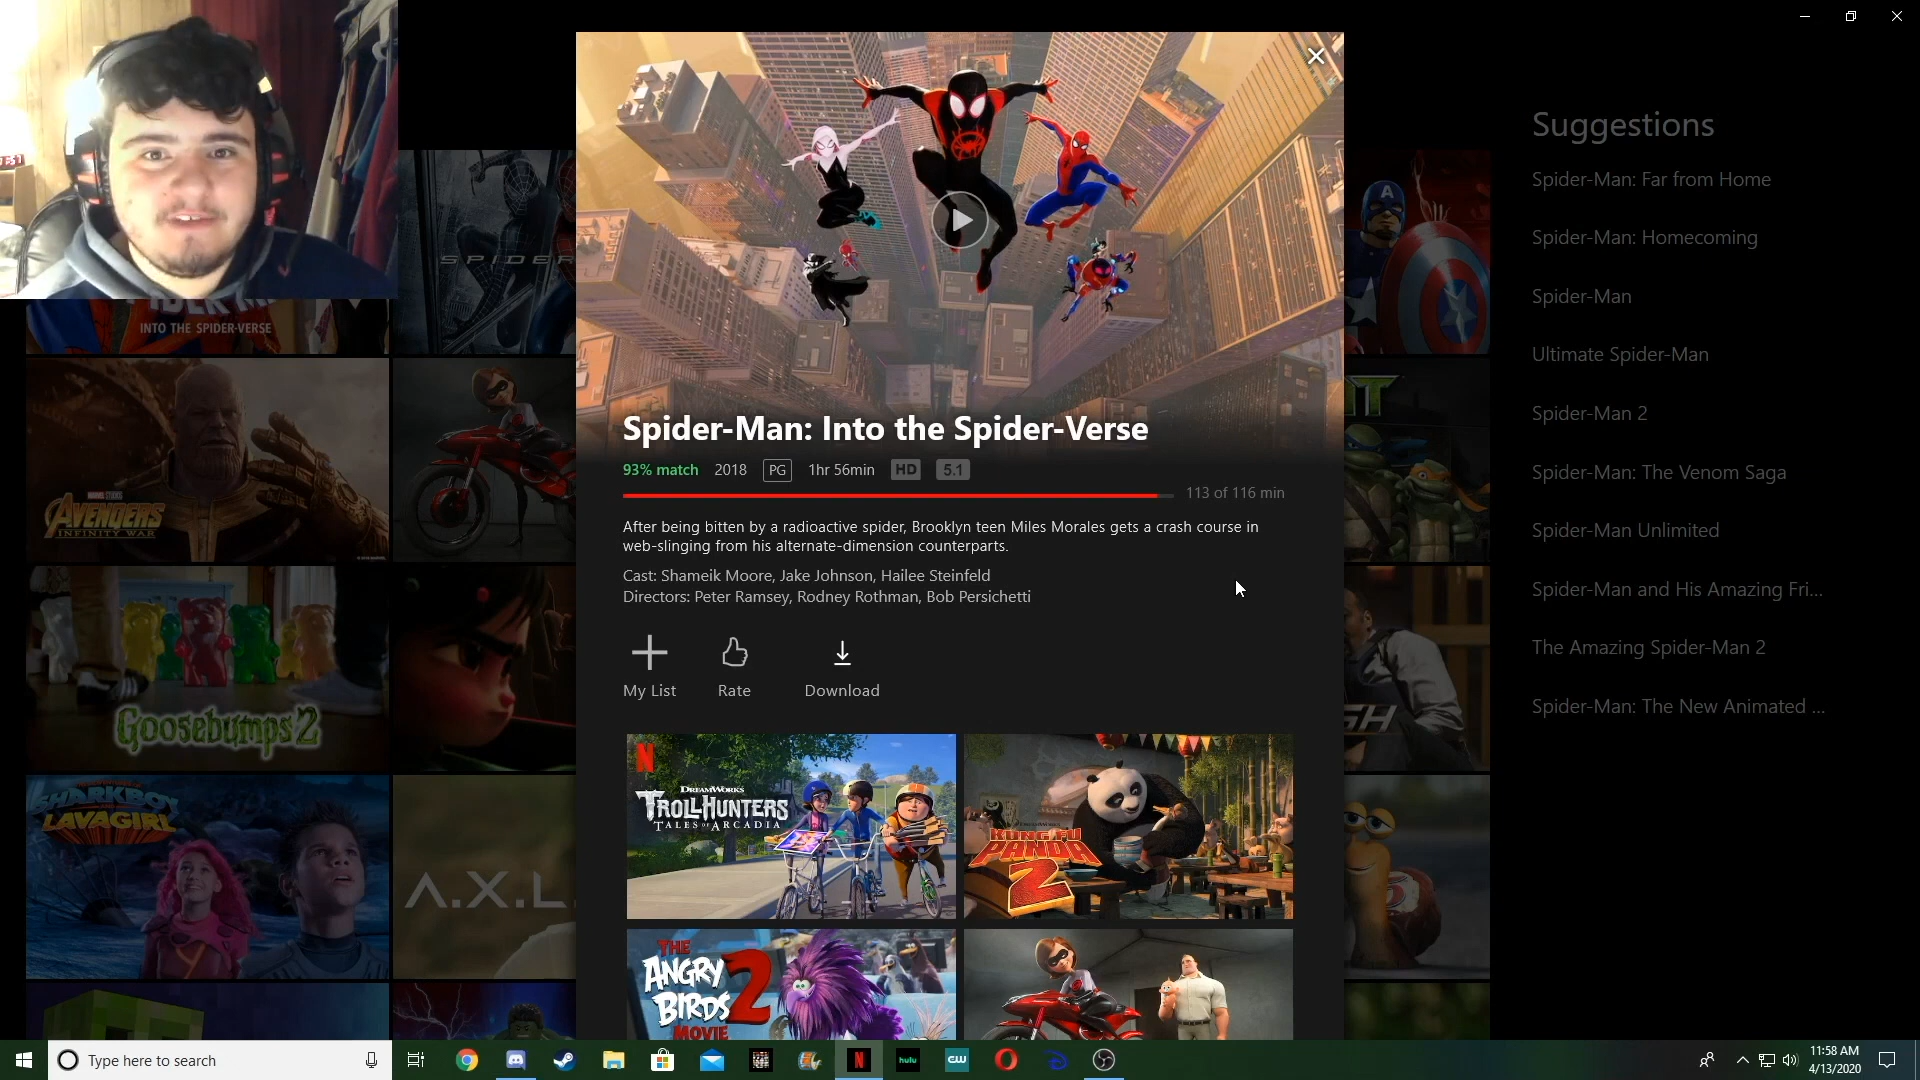 Suggestions
Spider-Man: Far from Home
Spider-Man: Homecoming
Spider-Man
Ultimate Spider-Man
Spider-Man 2
Spider-Man: The Venom Saga
Spider-Man Unlimited
Spider-Man and His Amazing Fri...
The Amazing Spider-Man 2
Spider-Man: The New Animated ...
SPIDER
INTO THE SPIDER-VERSE
MARVEL STUDIOS
AVENGERS
INFINITY WAR
Goosebumps 2
SHARKBOY
LAVAGIRL
A.X.L.
Spider-Man: Into the Spider-Verse
93% match 2018 PG 1hr 56min HD 5.1
113 of 116 min
After being bitten by a radioactive spider, Brooklyn teen Miles Morales gets a crash course in
web-slinging from his alternate-dimension counterparts.
Cast: Shameik Moore, Jake Johnson, Hailee Steinfeld
Directors: Peter Ramsey, Rodney Rothman, Bob Persichetti
My List Rate Download
N
DREAMWORKS
TROLLHUNTERS
TALES OF ARCADIA
KUNG FU
PANDA
2
THE
ANGRY
BIRDS 2
MOVIE
Type here to search
N
hulu
CW
11:58 AM
4/13/2020